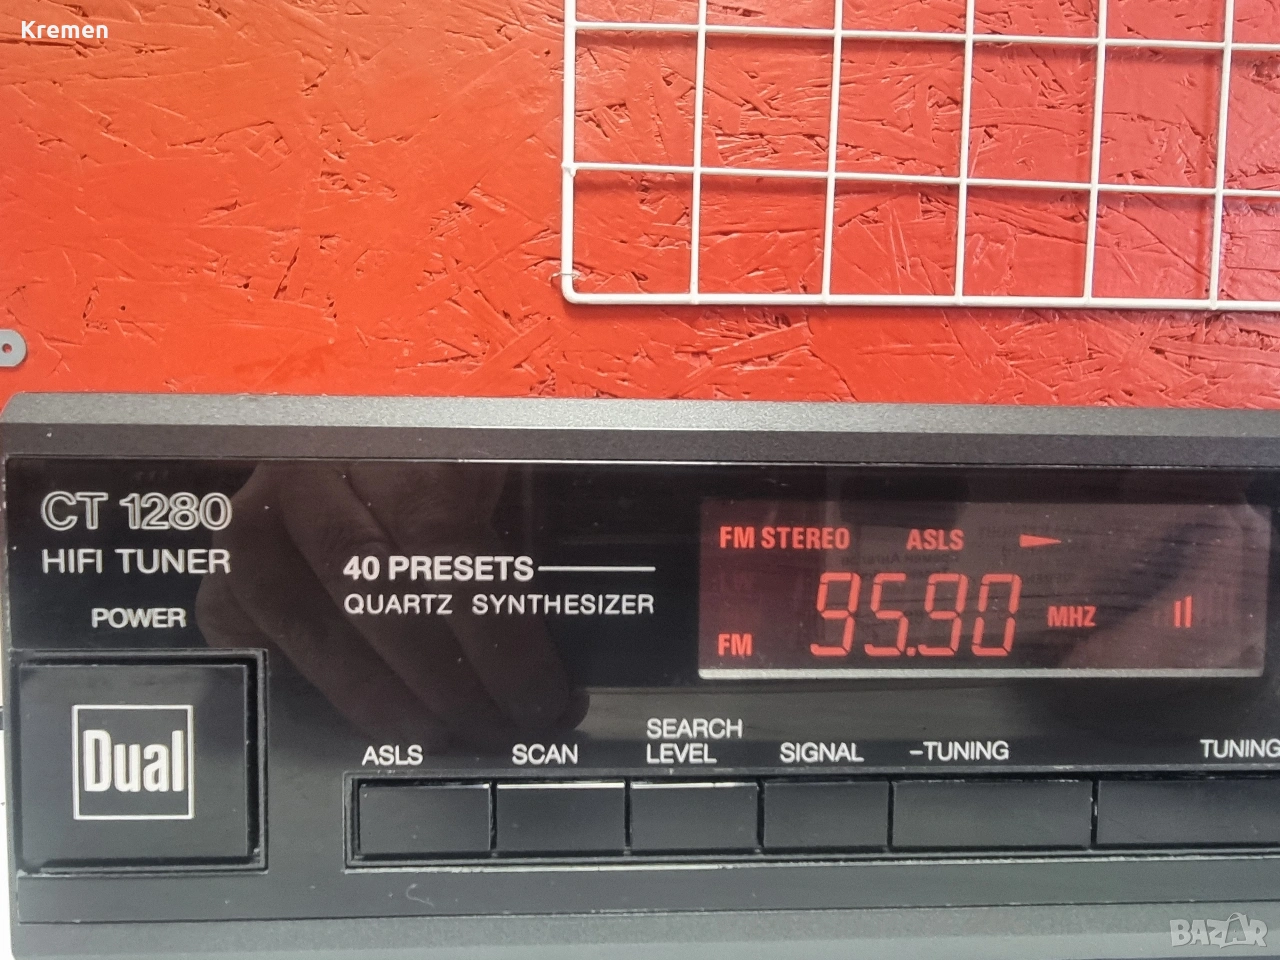 Kremen
CT 1280
HIFI TUNER
POWER
40 PRESETS
QUARTZ SYNTHESIZER
FM STEREO ASLS
FM 95.90 MHZ
Dual
ASLS SCAN SEARCH LEVEL SIGNAL -TUNING TUNING
BAZAR